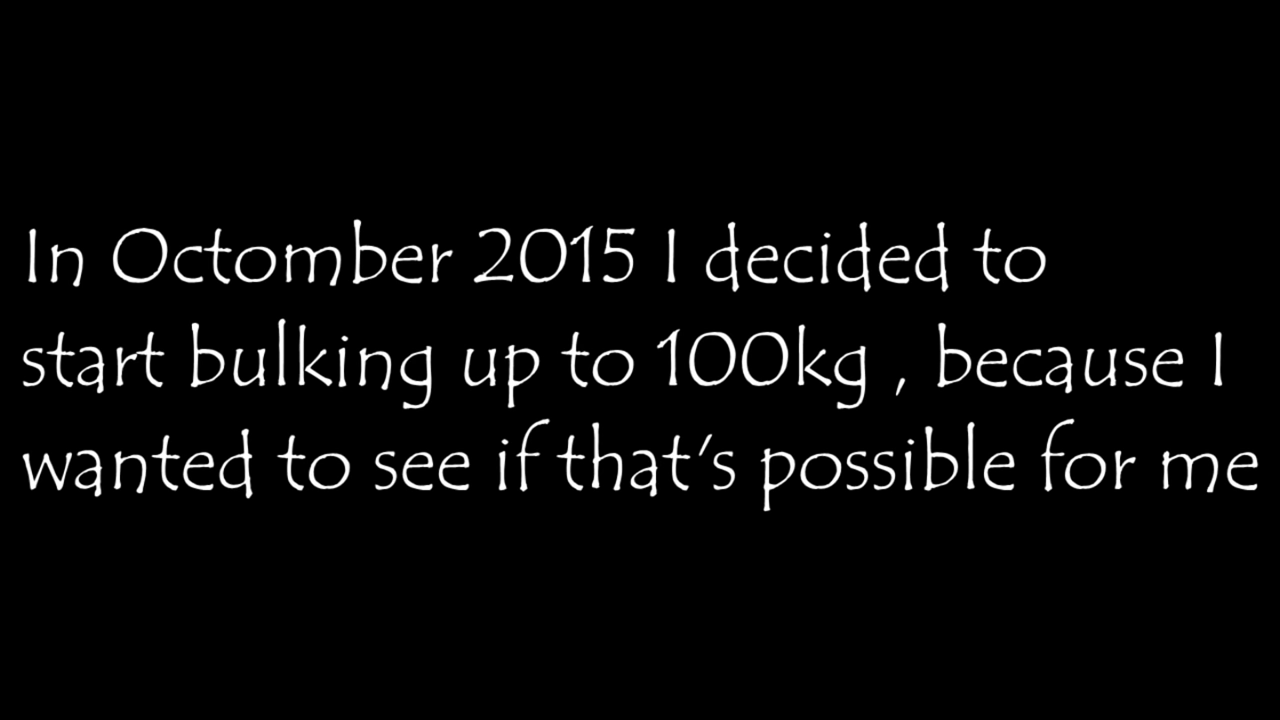 In Octomber 2015 I decided to
start bulking up to 100kg , because I
wanted to see if that's possible for me